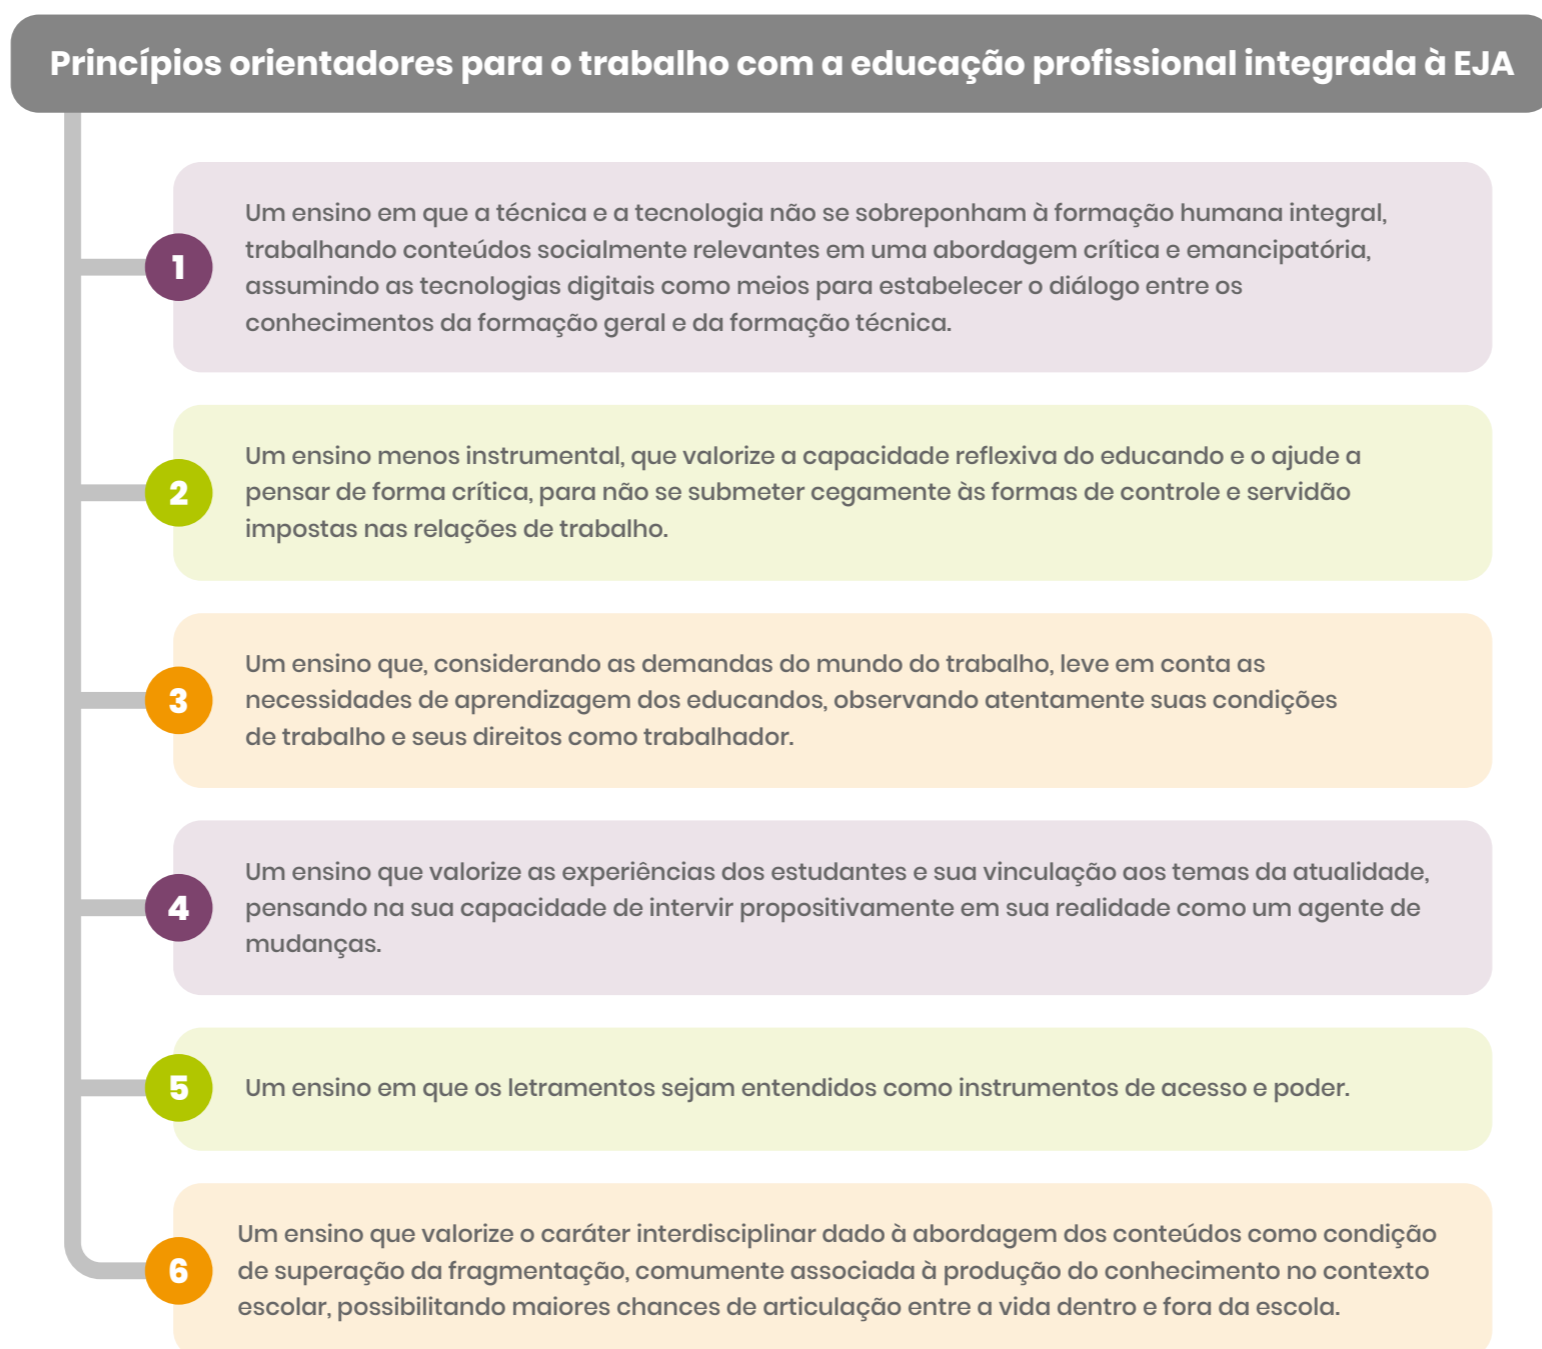 Princípios orientadores para o trabalho com a educação profissional integrada à EJA
1
Um ensino em que a técnica e a tecnologia não se sobreponham à formação humana integral,
trabalhando conteúdos socialmente relevantes em uma abordagem crítica e emancipatória,
assumindo as tecnologias digitais como meios para estabelecer o diálogo entre os
conhecimentos da formação geral e da formação técnica.
2
Um ensino menos instrumental, que valorize a capacidade reflexiva do educando e o ajude a
pensar de forma crítica, para não se submeter cegamente às formas de controle e servidão
impostas nas relações de trabalho.
3
Um ensino que, considerando as demandas do mundo do trabalho, leve em conta as
necessidades de aprendizagem dos educandos, observando atentamente suas condições
de trabalho e seus direitos como trabalhador.
4
Um ensino que valorize as experiências dos estudantes e sua vinculação aos temas da atualidade,
pensando na sua capacidade de intervir propositivamente em sua realidade como um agente de
mudanças.
5
Um ensino em que os letramentos sejam entendidos como instrumentos de acesso e poder.
6
Um ensino que valorize o caráter interdisciplinar dado à abordagem dos conteúdos como condição
de superação da fragmentação, comumente associada à produção do conhecimento no contexto
escolar, possibilitando maiores chances de articulação entre a vida dentro e fora da escola.